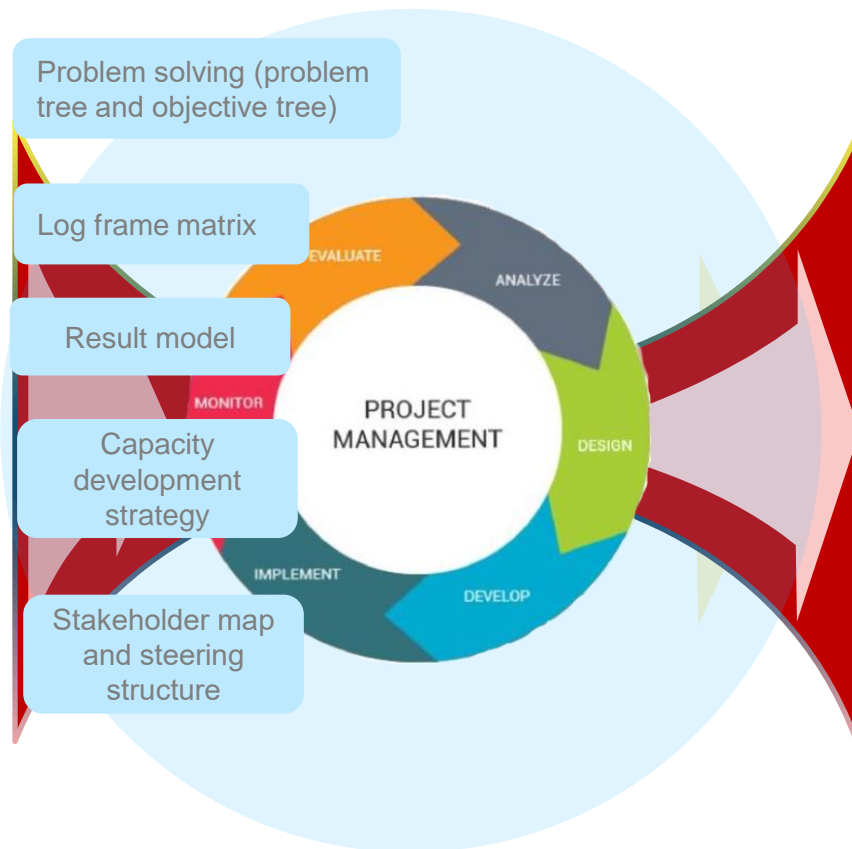 Problem solving (problem
tree and objective tree)
Log frame matrix
Result model
Capacity
development
strategy
Stakeholder map
and steering
structure
EVALUATE
ANALYZE
MONITOR
PROJECT
MANAGEMENT
DESIGN
IMPLEMENT
DEVELOP